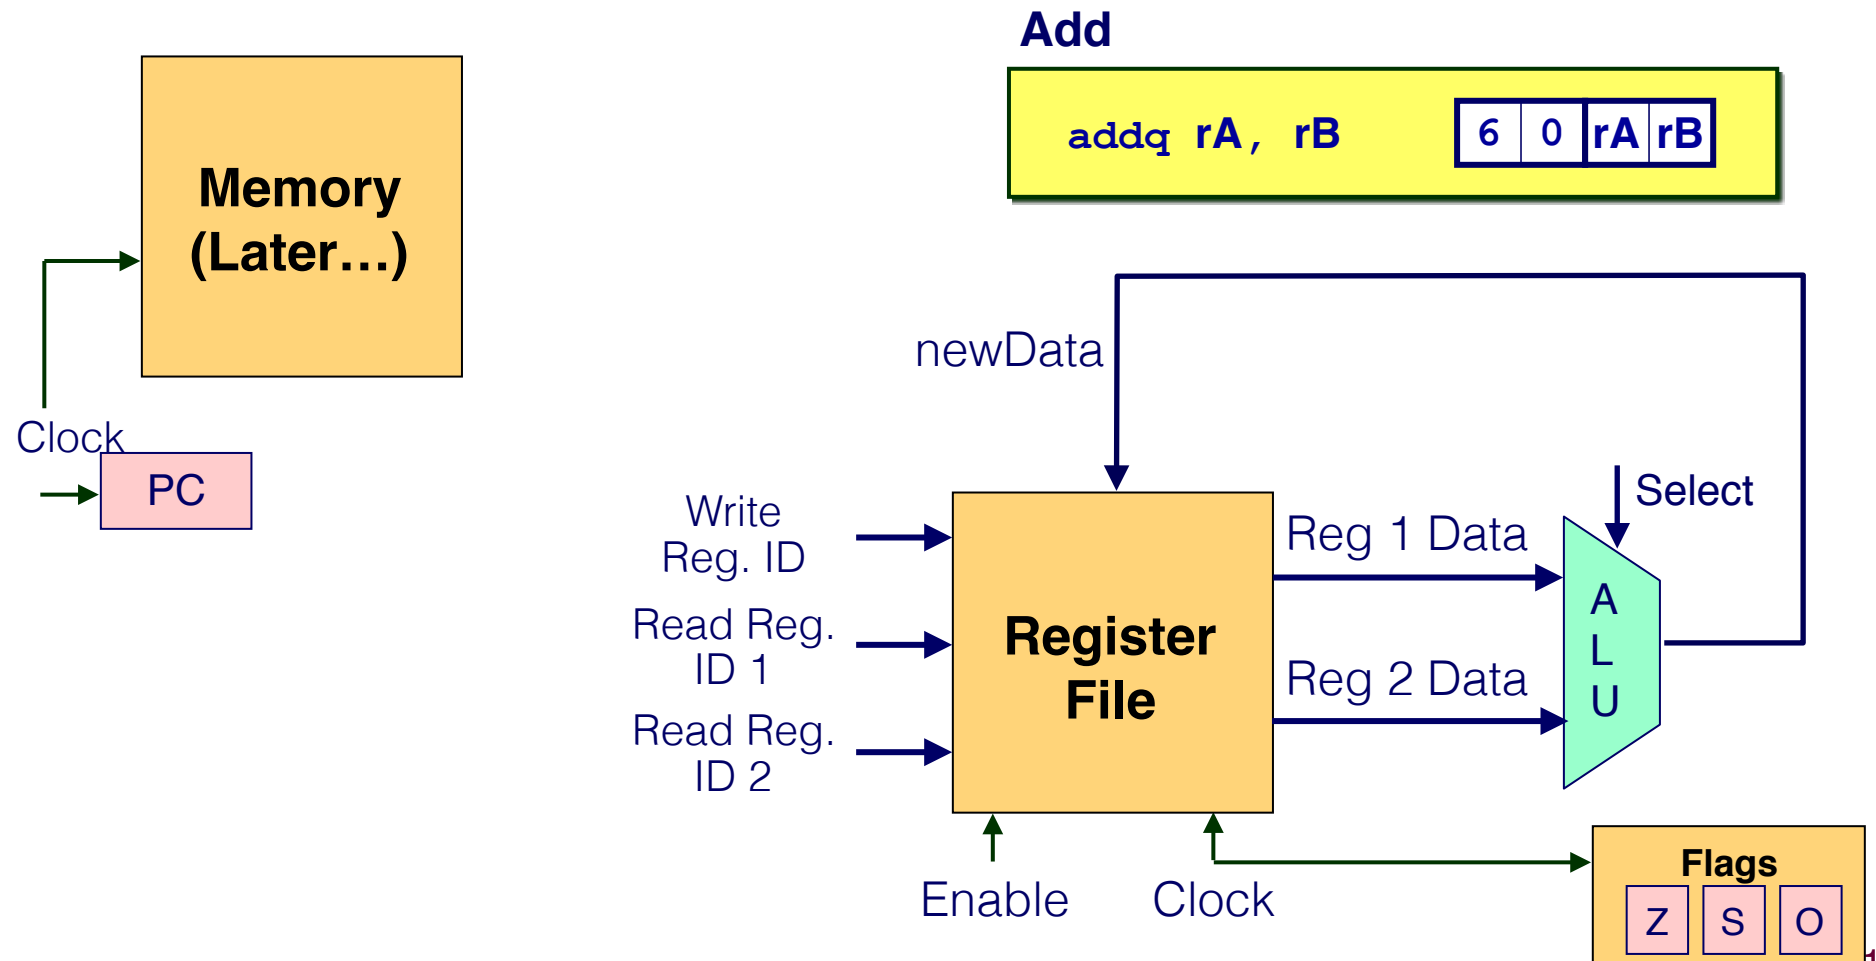 Add
addq rA, rB
6 0 rA rB
Memory
(Later…)
newData
Clock
PC
Select
Write
Reg. ID
Reg 1 Data
Read Reg.
ID 1
Register
File
A
L
U
Reg 2 Data
Read Reg.
ID 2
Enable
Clock
Flags
Z S O